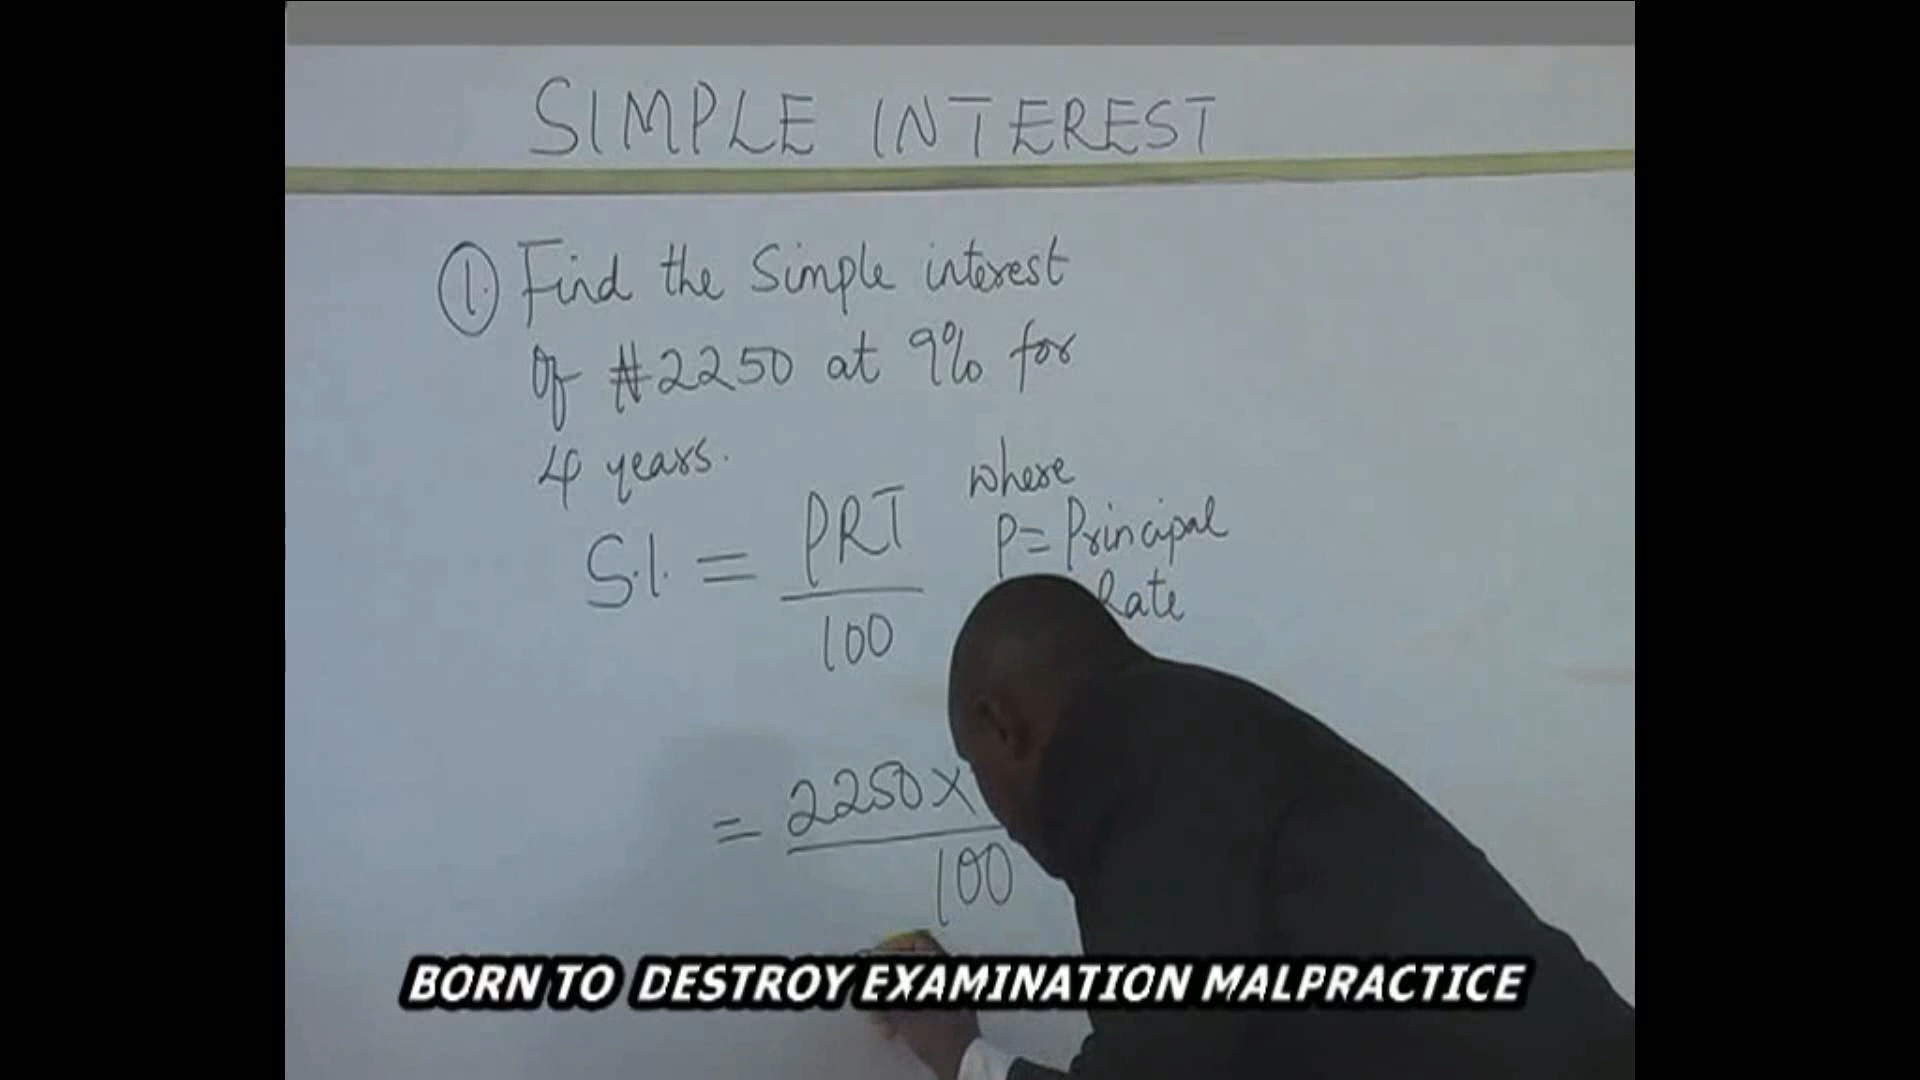 SIMPLE INTEREST
① Find the Simple interest
of ₦2250 at 9% for
4 years.
where
S.I. = PRT
100
P = Principal
Rate
= 2250 ×
100
BORN TO DESTROY EXAMINATION MALPRACTICE